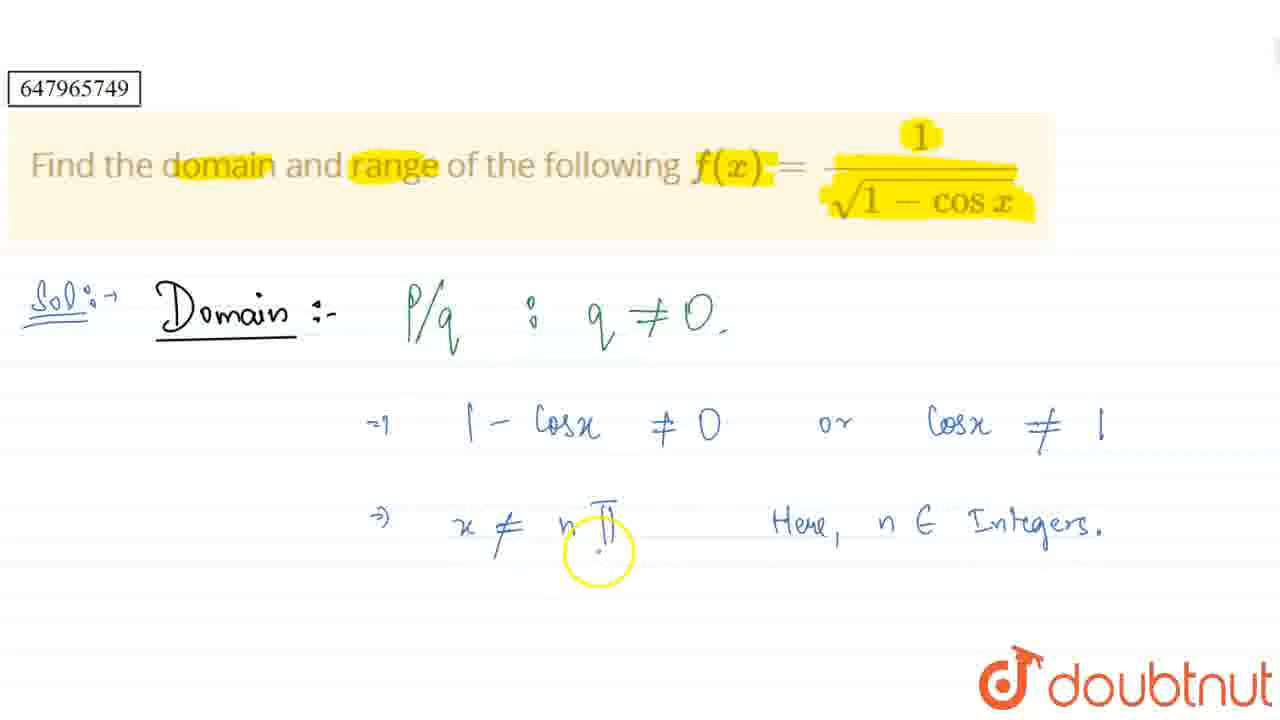 647965749
Find the domain and range of the following f(x) = 1/√(1 − cos x)
Sol:→ Domain :- P/q : q ≠ 0.
⇒ 1 - Cosx ≠ 0 or Cosx ≠ 1
⇒ x ≠ n π Here, n ∈ Integers.
doubtnut